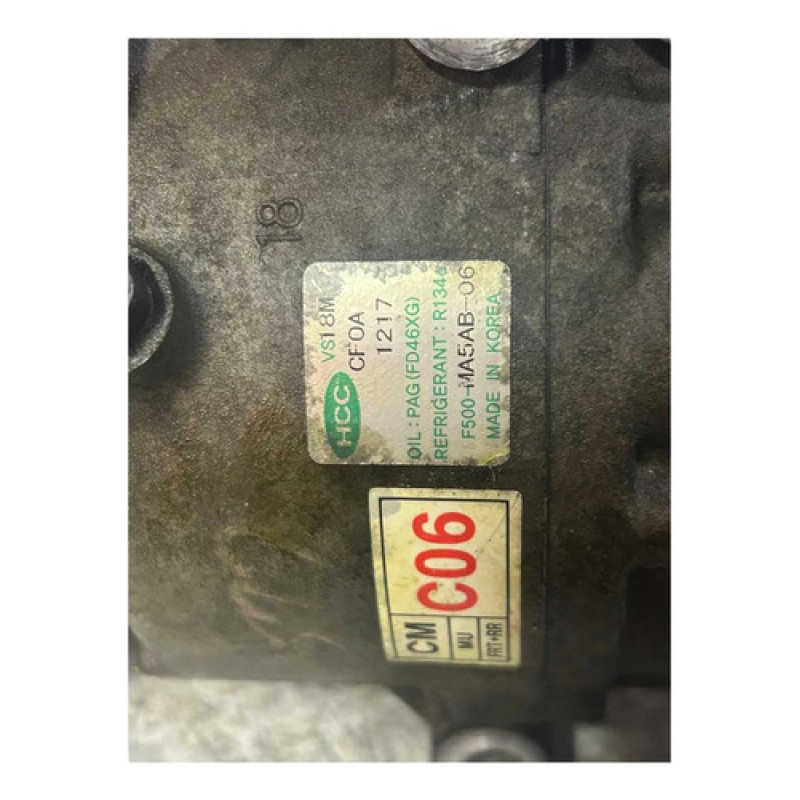 18
HCC VS18M
CF0A
1217
OIL : PAG (FD46XG)
REFRIGERANT : R134a
F500-MA5AB-06
MADE IN KOREA
CM C06
MU
FRT+RR